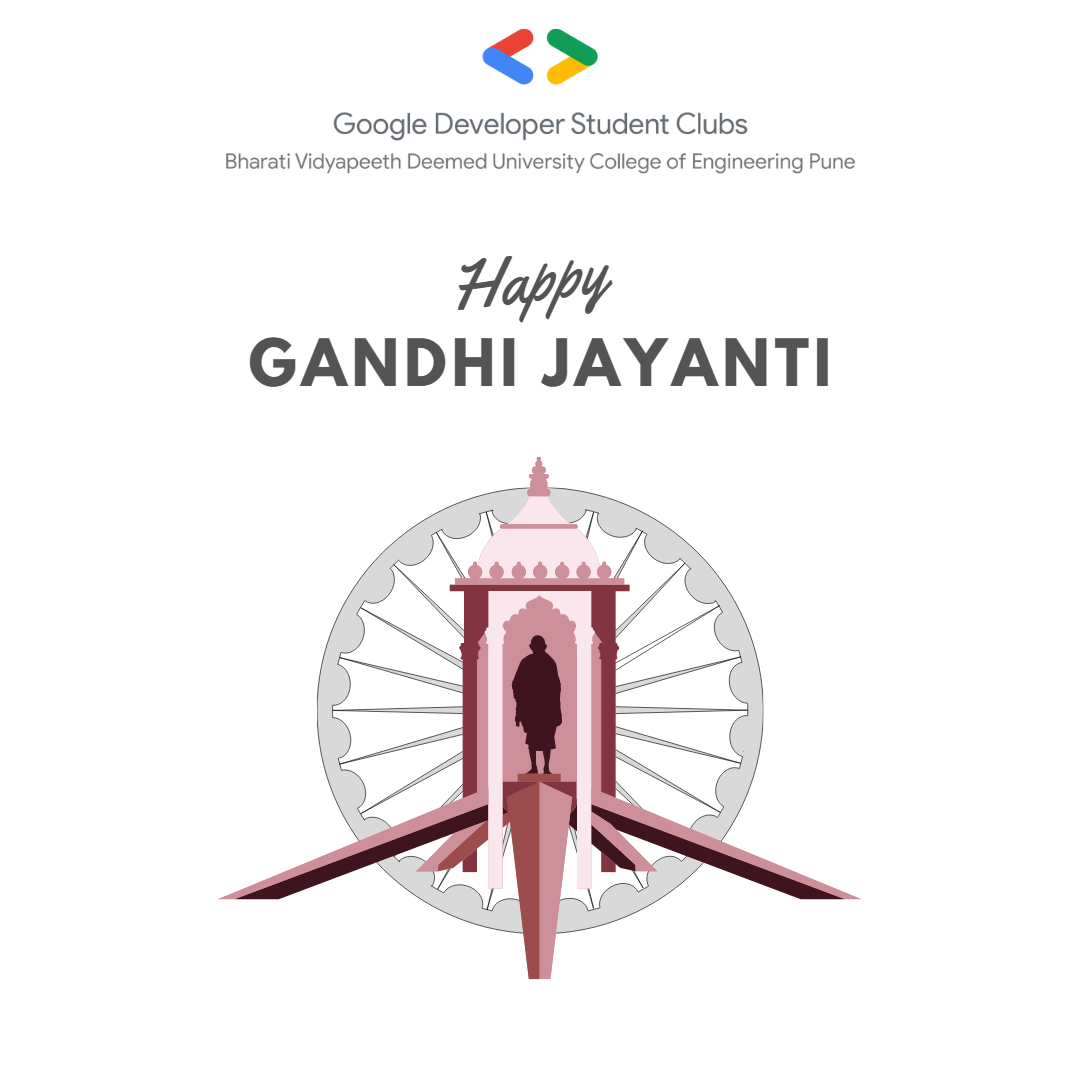 Google Developer Student Clubs
Bharati Vidyapeeth Deemed University College of Engineering Pune
Happy
GANDHI JAYANTI